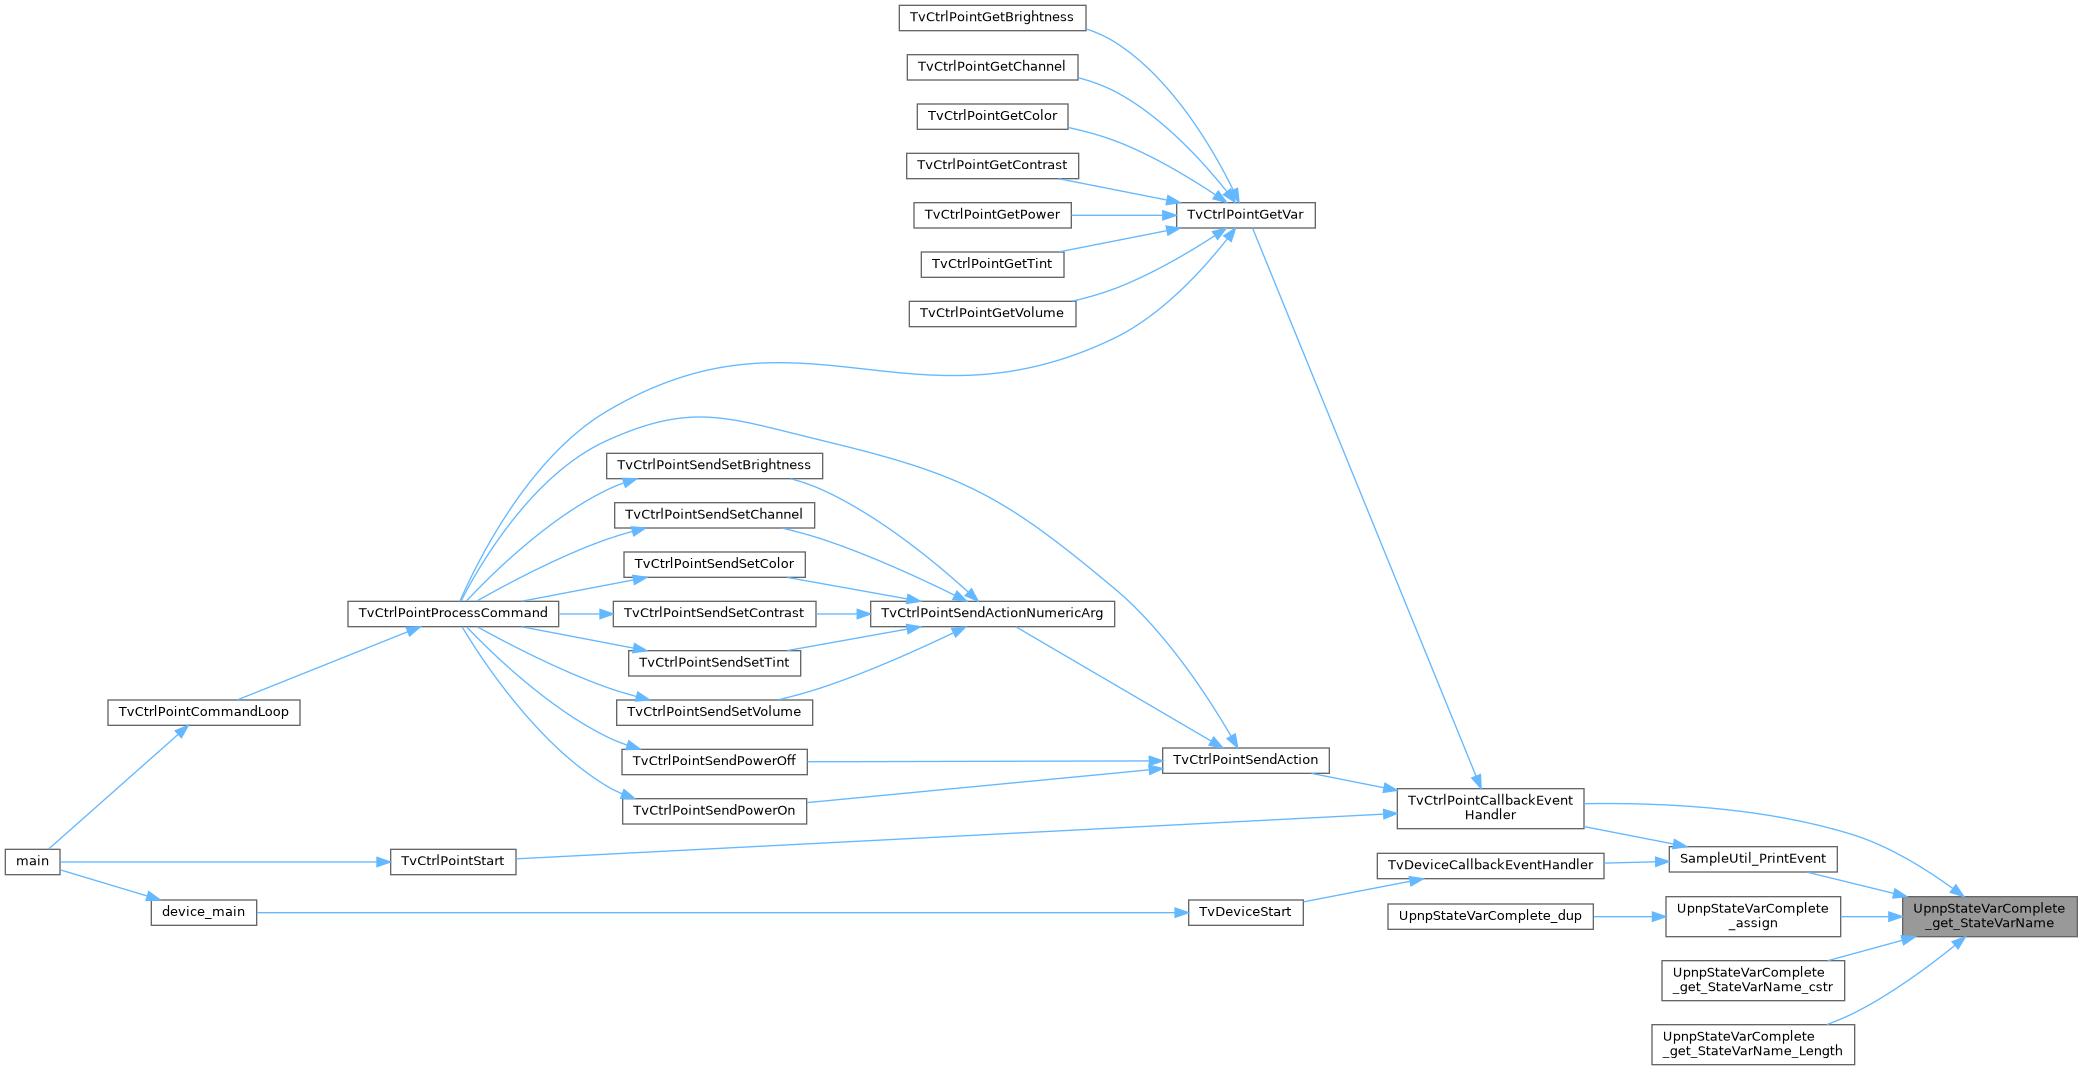 TvCtrlPointGetBrightness
TvCtrlPointGetChannel
TvCtrlPointGetColor
TvCtrlPointGetContrast
TvCtrlPointGetPower
TvCtrlPointGetVar
TvCtrlPointGetTint
TvCtrlPointGetVolume
TvCtrlPointSendSetBrightness
TvCtrlPointSendSetChannel
TvCtrlPointSendSetColor
TvCtrlPointProcessCommand
TvCtrlPointSendSetContrast
TvCtrlPointSendActionNumericArg
TvCtrlPointSendSetTint
TvCtrlPointCommandLoop
TvCtrlPointSendSetVolume
TvCtrlPointSendPowerOff
TvCtrlPointSendAction
TvCtrlPointSendPowerOn
TvCtrlPointCallbackEvent
Handler
main
TvCtrlPointStart
TvDeviceCallbackEventHandler
SampleUtil_PrintEvent
device_main
TvDeviceStart
UpnpStateVarComplete_dup
UpnpStateVarComplete
_assign
UpnpStateVarComplete
_get_StateVarName
UpnpStateVarComplete
_get_StateVarName_cstr
UpnpStateVarComplete
_get_StateVarName_Length